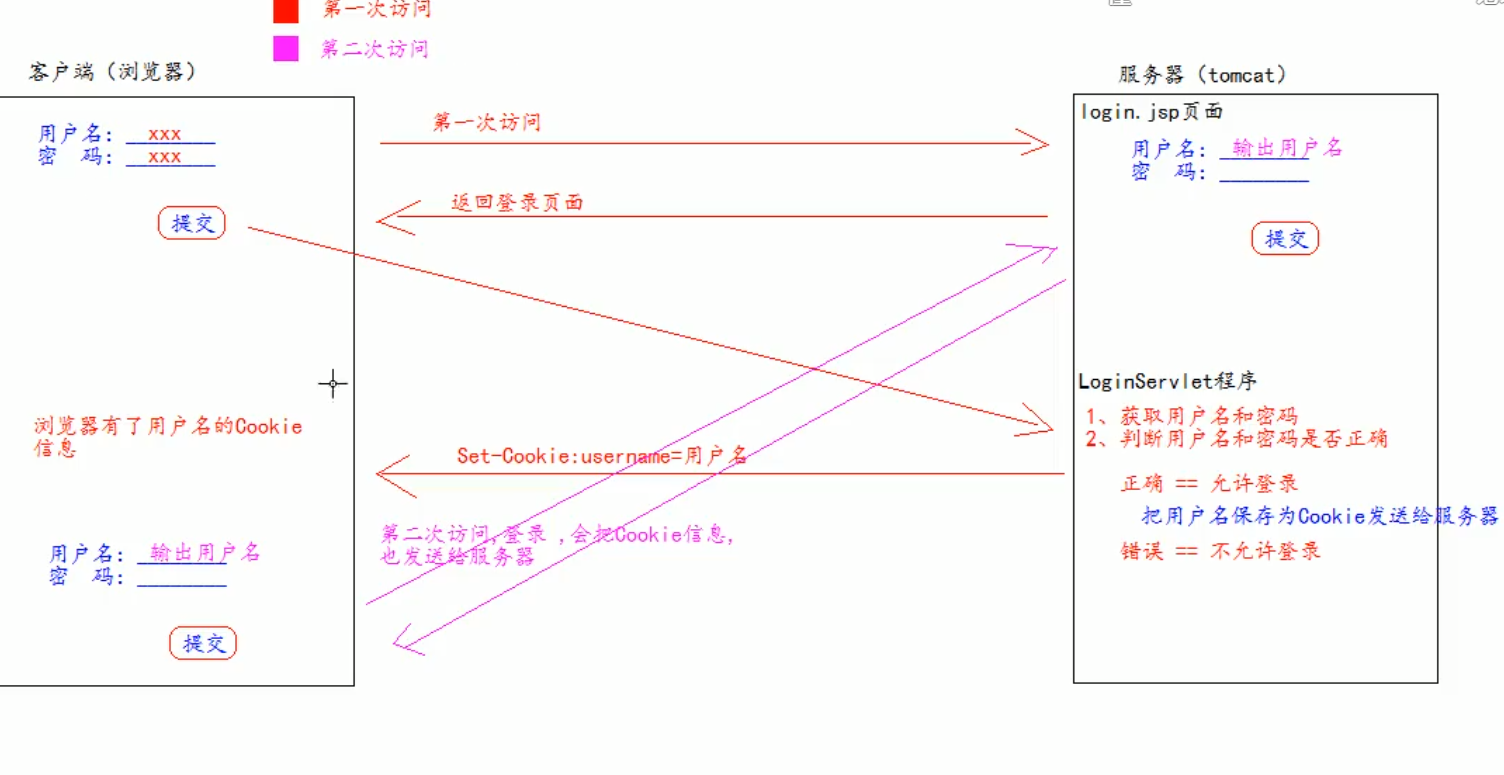 第一次访问
第二次访问
客户端（浏览器）
用户名： xxx
密 码： xxx
提交
浏览器有了用户名的Cookie
信息
用户名： 输出用户名
密 码：
提交
第一次访问
返回登录页面
Set-Cookie:username=用户名
第二次访问,登录 ,会把Cookie信息,
也发送给服务器
服务器（tomcat）
login.jsp页面
用户名： 输出用户名
密 码：
提交
LoginServlet程序
1、获取用户名和密码
2、判断用户名和密码是否正确
正确 == 允许登录
把用户名保存为Cookie发送给服务器
错误 == 不允许登录